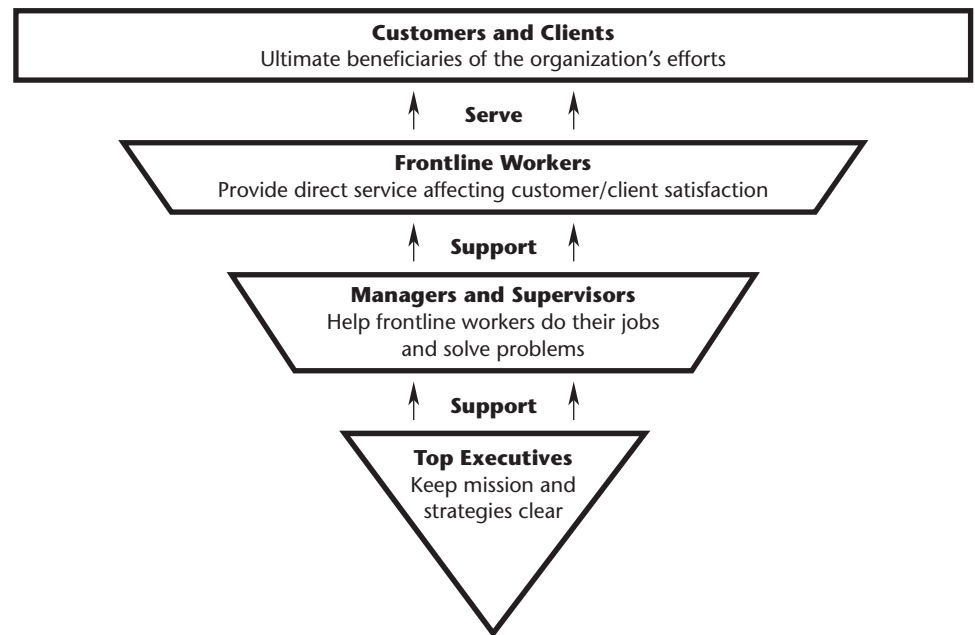 Customers and Clients
Ultimate beneficiaries of the organization’s efforts
Serve
Frontline Workers
Provide direct service affecting customer/client satisfaction
Support
Managers and Supervisors
Help frontline workers do their jobs
and solve problems
Support
Top Executives
Keep mission and
strategies clear